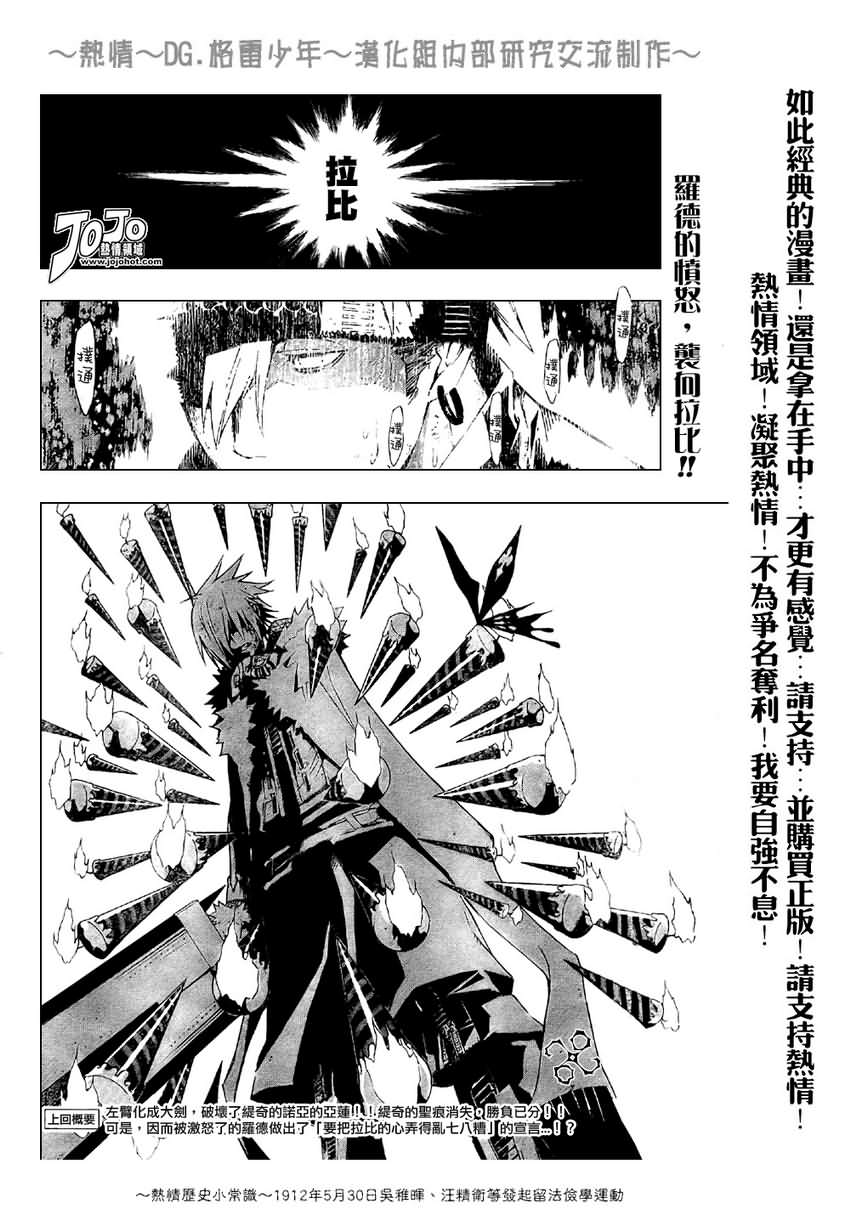 ～熱情～DG.格雷少年～漢化組內部研究交流制作～
如此經典的漫畫！還是拿在手中…才更有感覺…請支持…並購買正版！請支持熱情！
熱情領域！凝聚熱情！不為爭名奪利！我要自強不息！
羅德的憤怒，襲向拉比!!
拉比
JOJO
熱情領域
www.jojohot.com
撲通
撲通
撲通
撲通
撲通
上回概要
左臂化成大劍，破壞了緹奇的諾亞的亞蓮！！緹奇的聖痕消失，勝負已分！！
可是，因而被激怒了的羅德做出了「要把拉比的心弄得亂七八糟」的宣言…！？
～熱情歷史小常識～1912年5月30日吳稚暉、汪精衛等發起留法儉學運動